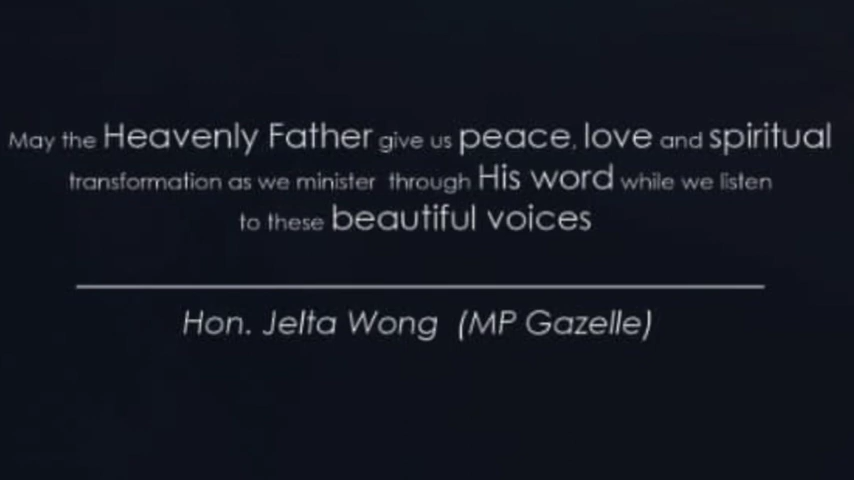 May the Heavenly Father give us peace, love and spiritual
transformation as we minister through His word while we listen
to these beautiful voices
Hon. Jelta Wong (MP Gazelle)